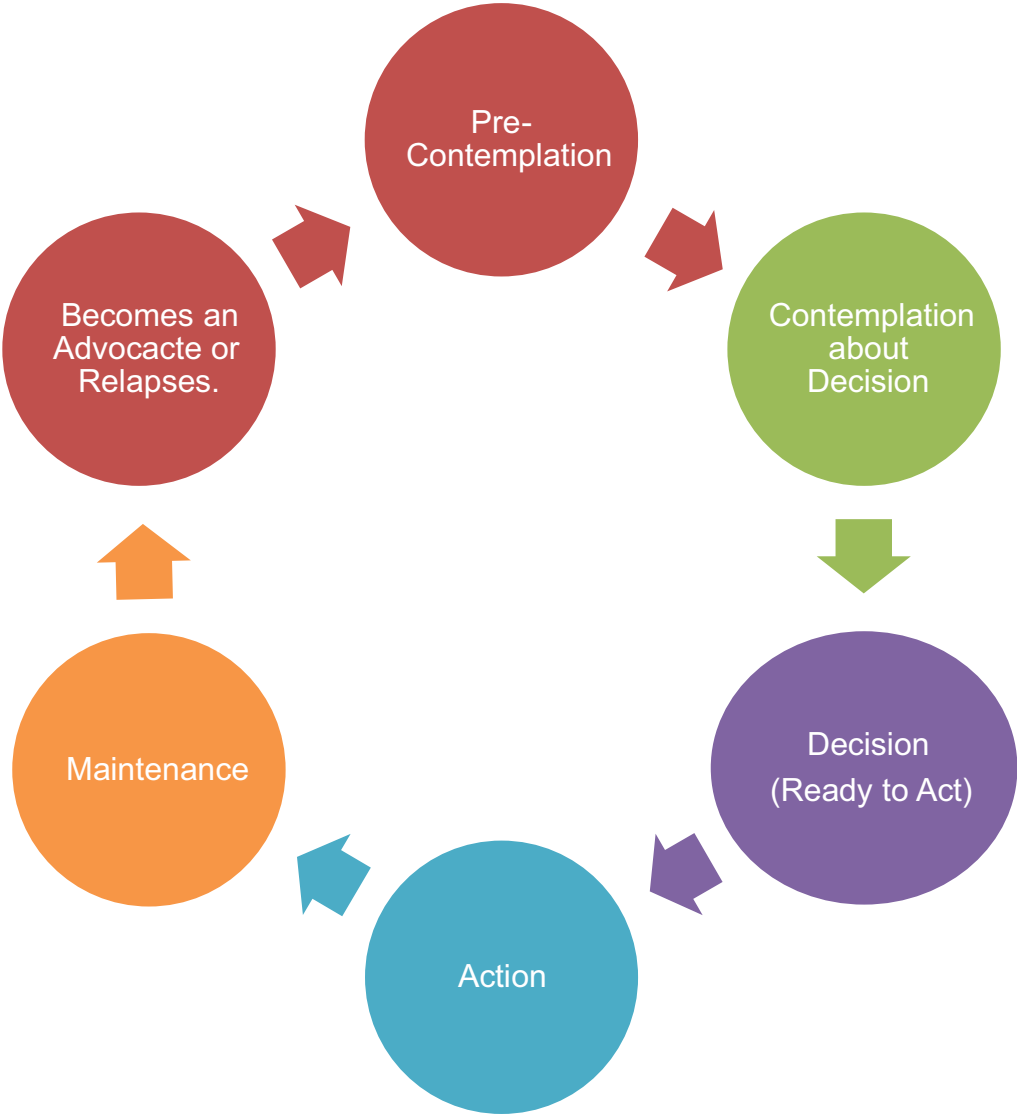 Pre-
Contemplation
Contemplation
about
Decision
Decision
(Ready to Act)
Action
Maintenance
Becomes an
Advocacte or
Relapses.